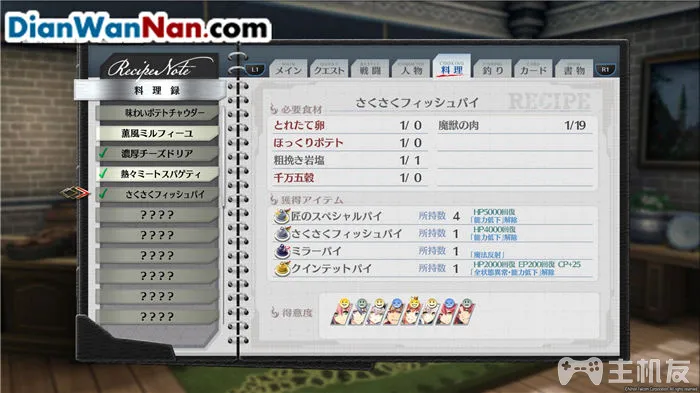 DianWanNan.com
Recipe Note
料理録
味わいポテトチャウダー
薫風ミルフィーユ
濃厚チーズドリア
熱々ミートスパゲティ
さくさくフィッシュパイ
????
????
????
????
????
L1 メイン クエスト 戦闘 人物 料理 釣り カード 書物 R1
さくさくフィッシュパイ
RECIPE
必要食材
とれたて卵 1/ 0 魔獣の肉 1/19
ほっくりポテト 1/ 0
粗挽き岩塩 1/ 1
千万五穀 1/ 0
獲得アイテム
匠のスペシャルパイ 所持数 4 HP5000回復
「能力低下」解除
さくさくフィッシュパイ 所持数 1 HP4000回復
「能力低下」解除
ミラーパイ 所持数 1 「魔法反射」
クインテットパイ 所持数 1 HP2000回復 EP200回復 CP+25
「全状態異常・能力低下」解除
得意度
主机友